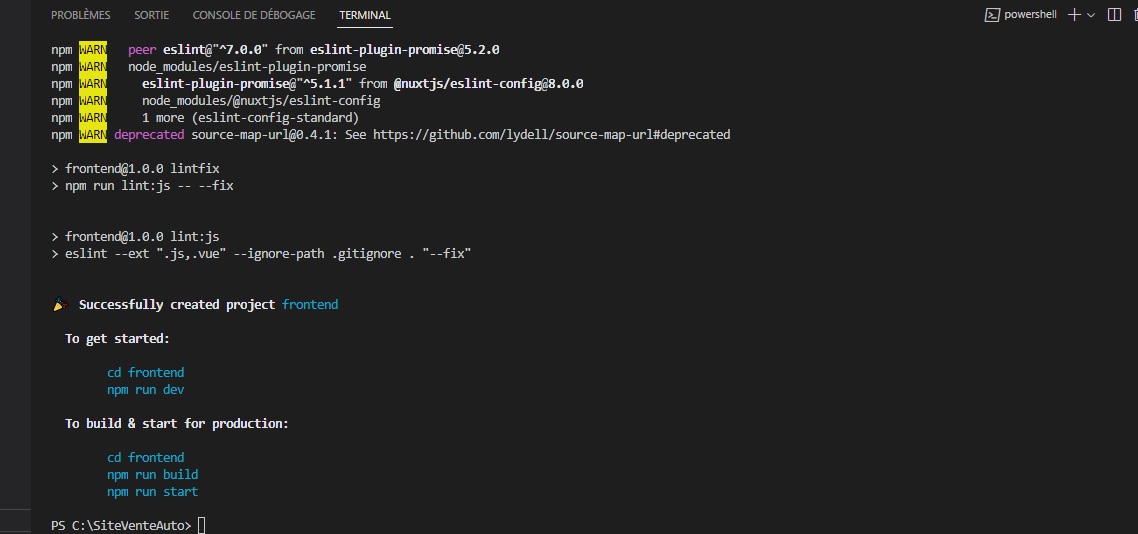 PROBLÈMES SORTIE CONSOLE DE DÉBOGAGE TERMINAL powershell
npm WARN peer eslint@"^7.0.0" from eslint-plugin-promise@5.2.0
npm WARN node_modules/eslint-plugin-promise
npm WARN eslint-plugin-promise@"^5.1.1" from @nuxtjs/eslint-config@8.0.0
npm WARN node_modules/@nuxtjs/eslint-config
npm WARN 1 more (eslint-config-standard)
npm WARN deprecated source-map-url@0.4.1: See https://github.com/lydell/source-map-url#deprecated
> frontend@1.0.0 lintfix
> npm run lint:js -- --fix
> frontend@1.0.0 lint:js
> eslint --ext ".js,.vue" --ignore-path .gitignore . "--fix"
Successfully created project frontend
To get started:
cd frontend
npm run dev
To build & start for production:
cd frontend
npm run build
npm run start
PS C:\SiteVenteAuto>